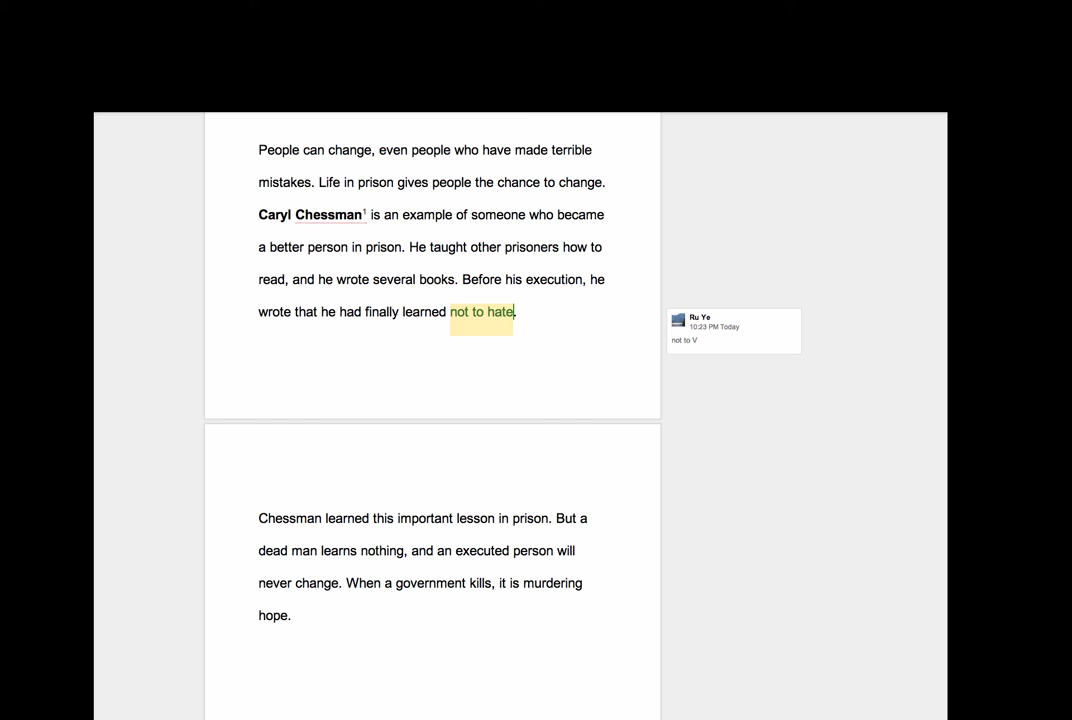 People can change, even people who have made terrible
mistakes. Life in prison gives people the chance to change.
Caryl Chessman¹ is an example of someone who became
a better person in prison. He taught other prisoners how to
read, and he wrote several books. Before his execution, he
wrote that he had finally learned not to hate.
Ru Ye
10:23 PM Today
not to V
Chessman learned this important lesson in prison. But a
dead man learns nothing, and an executed person will
never change. When a government kills, it is murdering
hope.